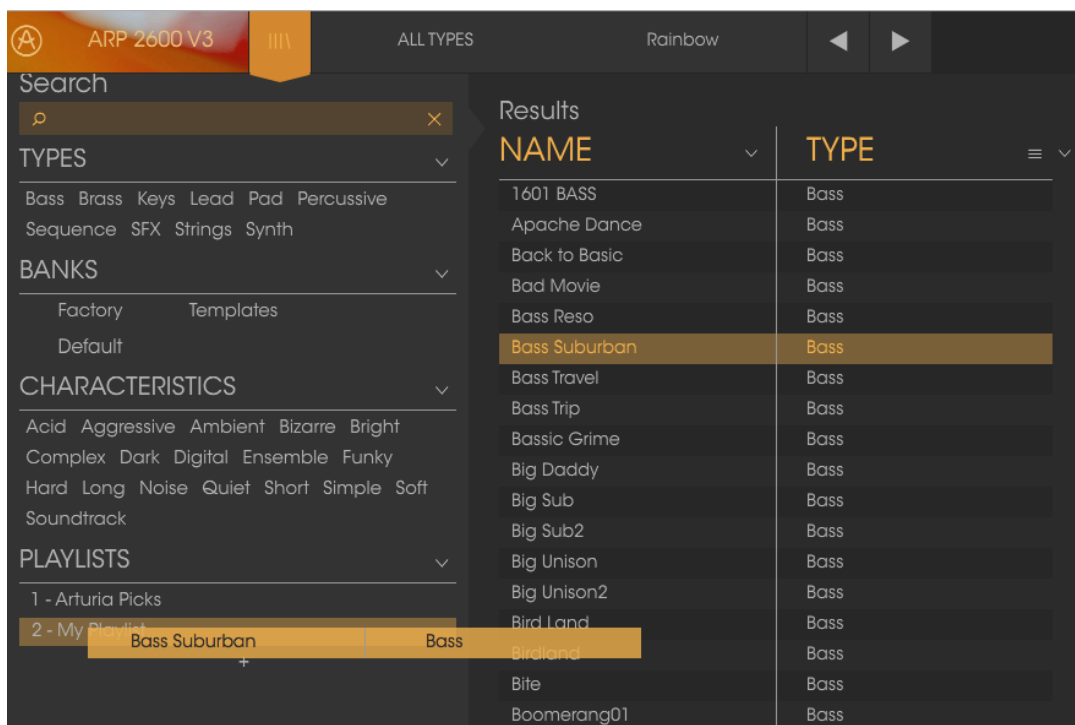 ARP 2600 V3
ALL TYPES
Rainbow
Search
TYPES
Bass Brass Keys Lead Pad Percussive
Sequence SFX Strings Synth
BANKS
Factory Templates
Default
CHARACTERISTICS
Acid Aggressive Ambient Bizarre Bright
Complex Dark Digital Ensemble Funky
Hard Long Noise Quiet Short Simple Soft
Soundtrack
PLAYLISTS
1 - Arturia Picks
2 - My Playlist
Bass Suburban Bass
+
Results
NAME TYPE
1601 BASS Bass
Apache Dance Bass
Back to Basic Bass
Bad Movie Bass
Bass Reso Bass
Bass Suburban Bass
Bass Travel Bass
Bass Trip Bass
Bassic Grime Bass
Big Daddy Bass
Big Sub Bass
Big Sub2 Bass
Big Unison Bass
Big Unison2 Bass
Bird Land Bass
Birdland Bass
Bite Bass
Boomerang01 Bass